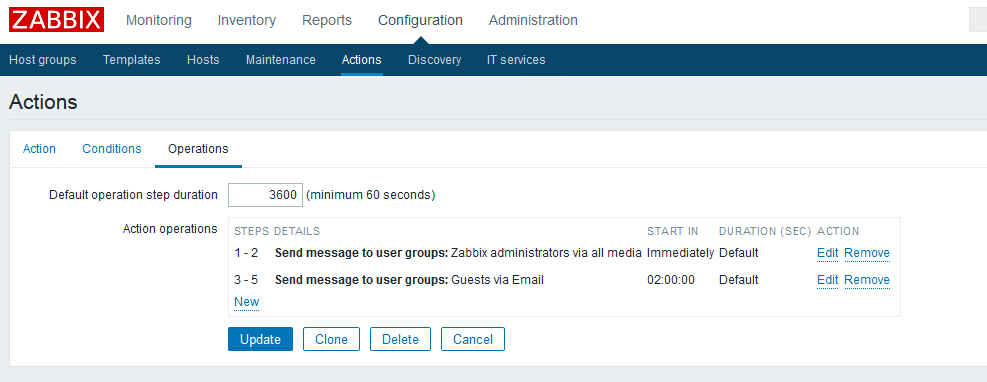 ZABBIX Monitoring Inventory Reports Configuration Administration
Host groups Templates Hosts Maintenance Actions Discovery IT services
Actions
Action Conditions Operations
Default operation step duration 3600 (minimum 60 seconds)
Action operations STEPS DETAILS START IN DURATION (SEC) ACTION
1 - 2 Send message to user groups: Zabbix administrators via all media Immediately Default Edit Remove
3 - 5 Send message to user groups: Guests via Email 02:00:00 Default Edit Remove
New
Update Clone Delete Cancel